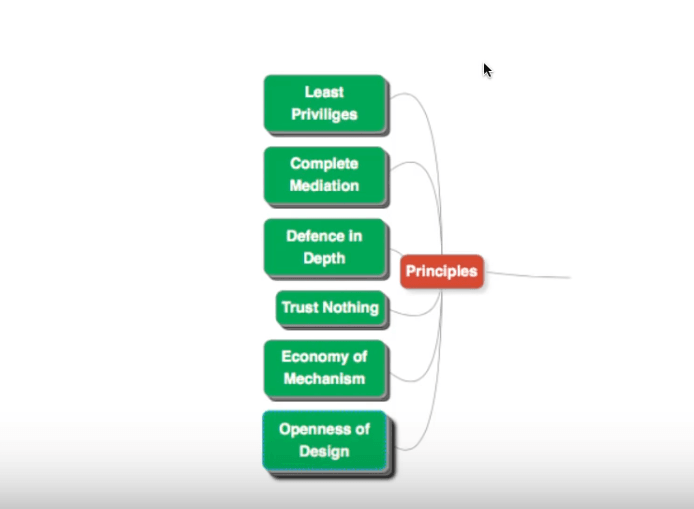 Least
Priviliges
Complete
Mediation
Defence in
Depth
Principles
Trust Nothing
Economy of
Mechanism
Openness of
Design